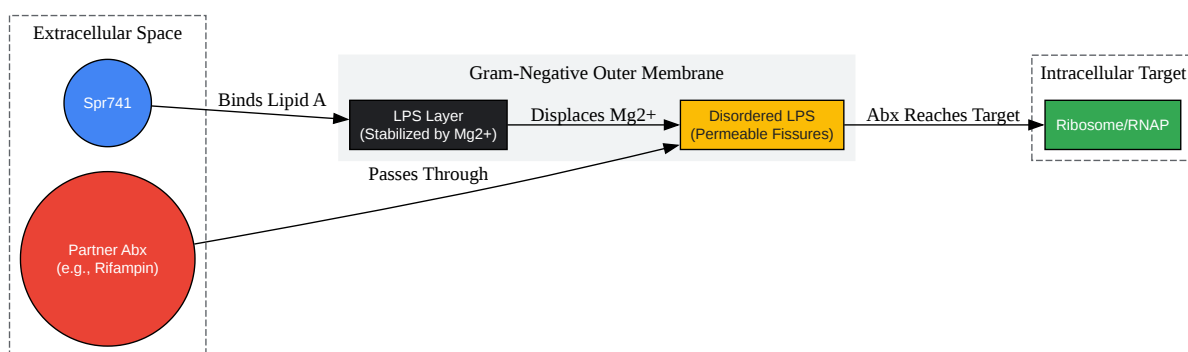 Extracellular Space
Spr741
Binds Lipid A
Gram-Negative Outer Membrane
LPS Layer
(Stabilized by Mg2+)
Displaces Mg2+
Disordered LPS
(Permeable Fissures)
Abx Reaches Target
Intracellular Target
Ribosome/RNAP
Passes Through
Partner Abx
(e.g., Rifampin)